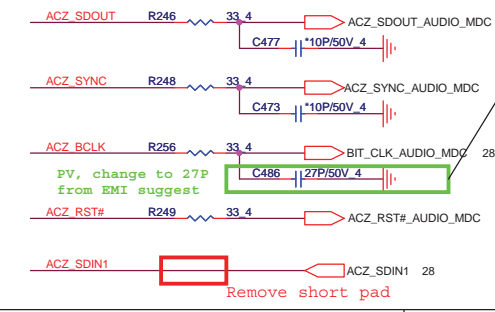 ACZ_SDOUT R246 33_4 ACZ_SDOUT_AUDIO_MDC
C477 *10P/50V_4
ACZ_SYNC R248 33_4 ACZ_SYNC_AUDIO_MDC
C473 *10P/50V_4
ACZ_BCLK R256 33_4 BIT_CLK_AUDIO_MDC 28
PV, change to 27P
from EMI suggest
C486 27P/50V_4
ACZ_RST# R249 33_4 ACZ_RST#_AUDIO_MDC
ACZ_SDIN1 ACZ_SDIN1 28
Remove short pad